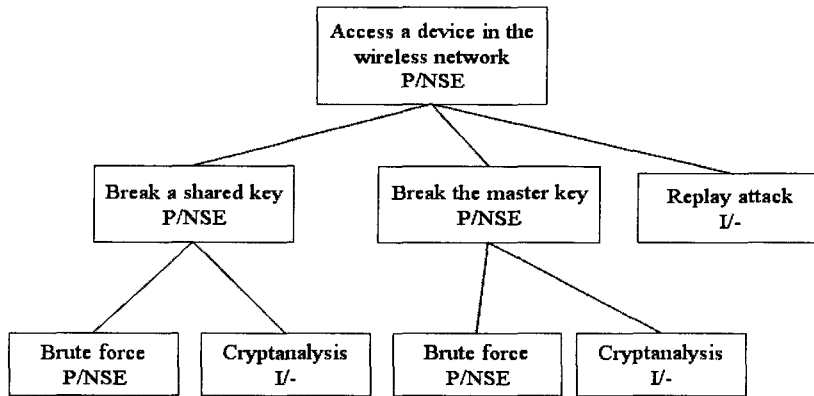 Access a device in the
wireless network
P/NSE
Break a shared key
P/NSE
Break the master key
P/NSE
Replay attack
I/-
Brute force
P/NSE
Cryptanalysis
I/-
Brute force
P/NSE
Cryptanalysis
I/-